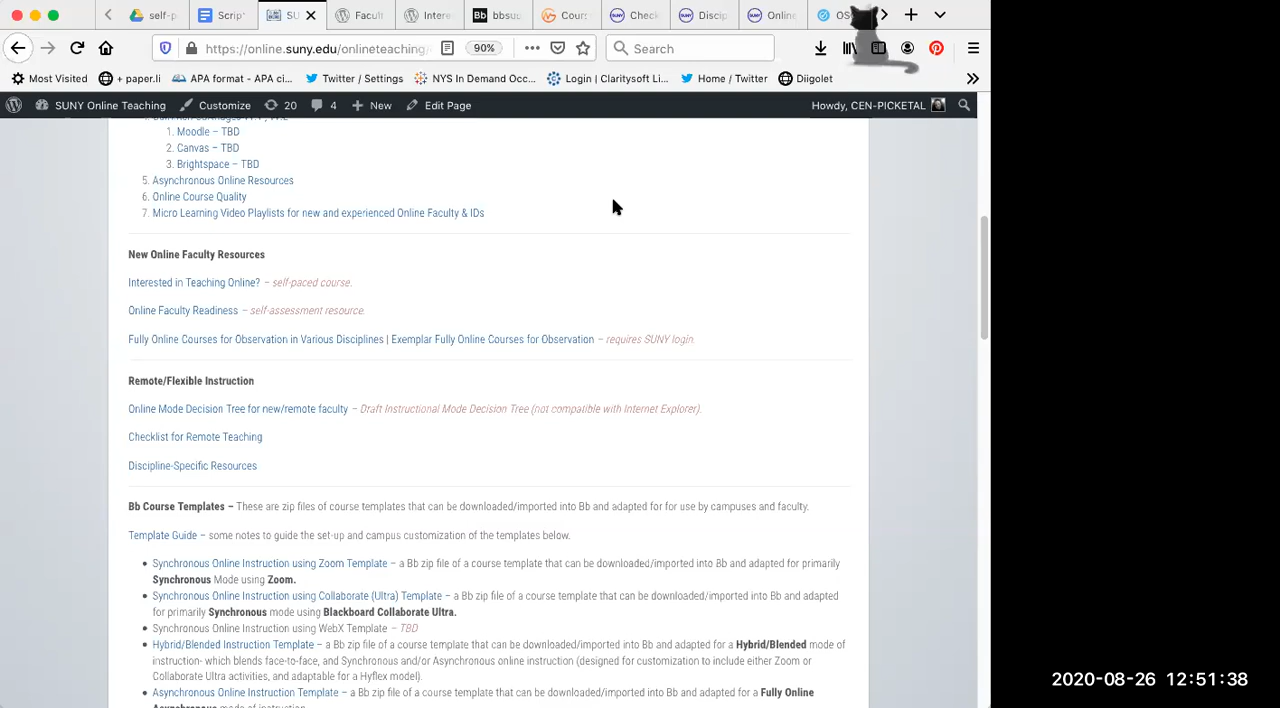 self-p
Script
SU
Facul
Intere
Bb bbsug
Cours
Check
Discip
Online
OS
https://online.suny.edu/onlineteaching/
90%
Search
Most Visited
+ paper.li
APA format - APA ci...
Twitter / Settings
NYS In Demand Occ...
Login | Claritysoft Li...
Home / Twitter
Diigolet
SUNY Online Teaching
Customize
20
4
New
Edit Page
Howdy, CEN-PICKETAL
1. Moodle – TBD
2. Canvas – TBD
3. Brightspace – TBD
5. Asynchronous Online Resources
6. Online Course Quality
7. Micro Learning Video Playlists for new and experienced Online Faculty & IDs
New Online Faculty Resources
Interested in Teaching Online? – self-paced course.
Online Faculty Readiness – self-assessment resource.
Fully Online Courses for Observation in Various Disciplines | Exemplar Fully Online Courses for Observation – requires SUNY login.
Remote/Flexible Instruction
Online Mode Decision Tree for new/remote faculty – Draft Instructional Mode Decision Tree (not compatible with Internet Explorer).
Checklist for Remote Teaching
Discipline-Specific Resources
Bb Course Templates – These are zip files of course templates that can be downloaded/imported into Bb and adapted for for use by campuses and faculty.
Template Guide – some notes to guide the set-up and campus customization of the templates below.
• Synchronous Online Instruction using Zoom Template – a Bb zip file of a course template that can be downloaded/imported into Bb and adapted for primarily
Synchronous Mode using Zoom.
• Synchronous Online Instruction using Collaborate (Ultra) Template – a Bb zip file of a course template that can be downloaded/imported into Bb and adapted
for primarily Synchronous mode using Blackboard Collaborate Ultra.
• Synchronous Online Instruction using WebX Template – TBD
• Hybrid/Blended Instruction Template – a Bb zip file of a course template that can be downloaded/imported into Bb and adapted for a Hybrid/Blended mode of
instruction- which blends face-to-face, and Synchronous and/or Asynchronous online instruction (designed for customization to include either Zoom or
Collaborate Ultra activities, and adaptable for a Hyflex model).
• Asynchronous Online Instruction Template – a Bb zip file of a course template that can be downloaded/imported into Bb and adapted for a Fully Online
Asynchronous mode of instruction.
2020-08-26 12:51:38